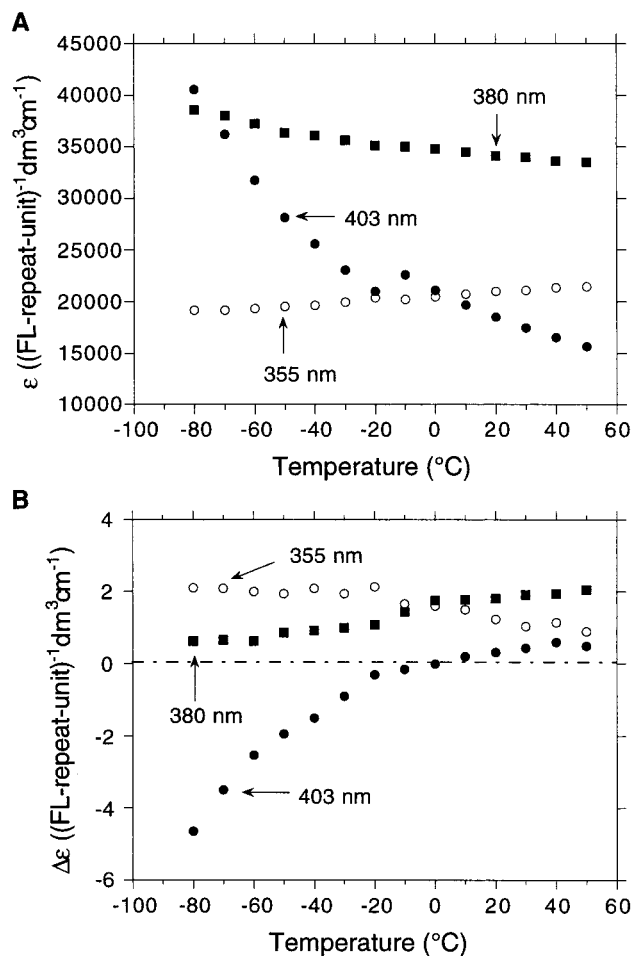 A
45000
40000
35000
30000
25000
20000
15000
10000
380 nm
403 nm
355 nm
ε ((FL-repeat-unit)⁻¹dm³cm⁻¹)
-100 -80 -60 -40 -20 0 20 40 60
Temperature (°C)
B
4
2
0
-2
-4
-6
355 nm
380 nm
403 nm
Δε ((FL-repeat-unit)⁻¹dm³cm⁻¹)
-100 -80 -60 -40 -20 0 20 40 60
Temperature (°C)